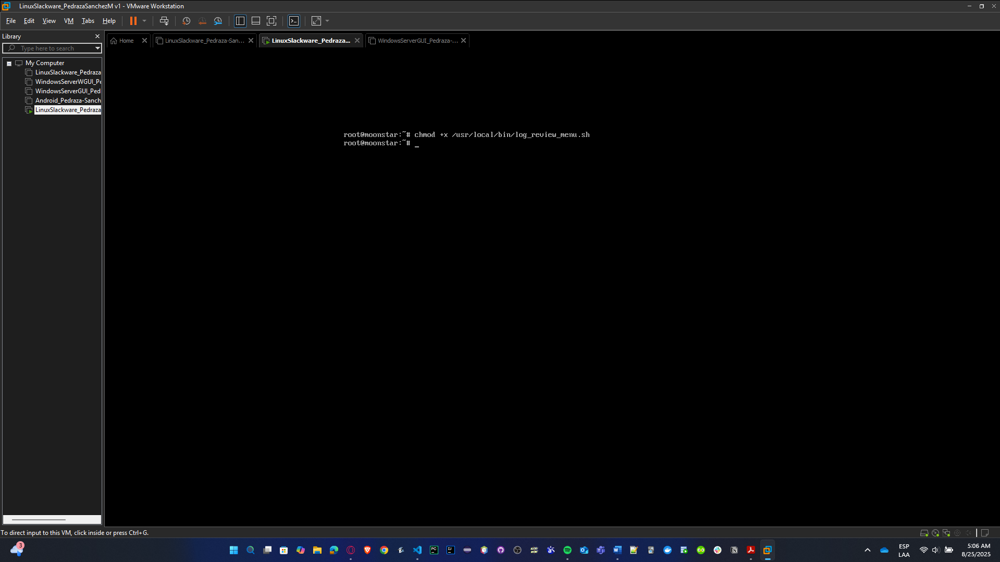 LinuxSlackware_PedrazaSanchezM v1 - VMware Workstation
File Edit View VM Tabs Help
Library
Home
LinuxSlackware_Pedraza-San...
LinuxSlackware_Pedraza...
WindowsServerGUI_Pedraza-...
Type here to search
My Computer
LinuxSlackware_Pedraza
WindowsServerWGUI_Pe
WindowsServerGUI_Ped
Android_Pedraza-Sanch
LinuxSlackware_Pedraza
root@moonstar:~# chmod +x /usr/local/bin/log_review_menu.sh
root@moonstar:~# _
To direct input to this VM, click inside or press Ctrl+G.
3
PC
IJ
ESP
LAA
5:06 AM
8/25/2025